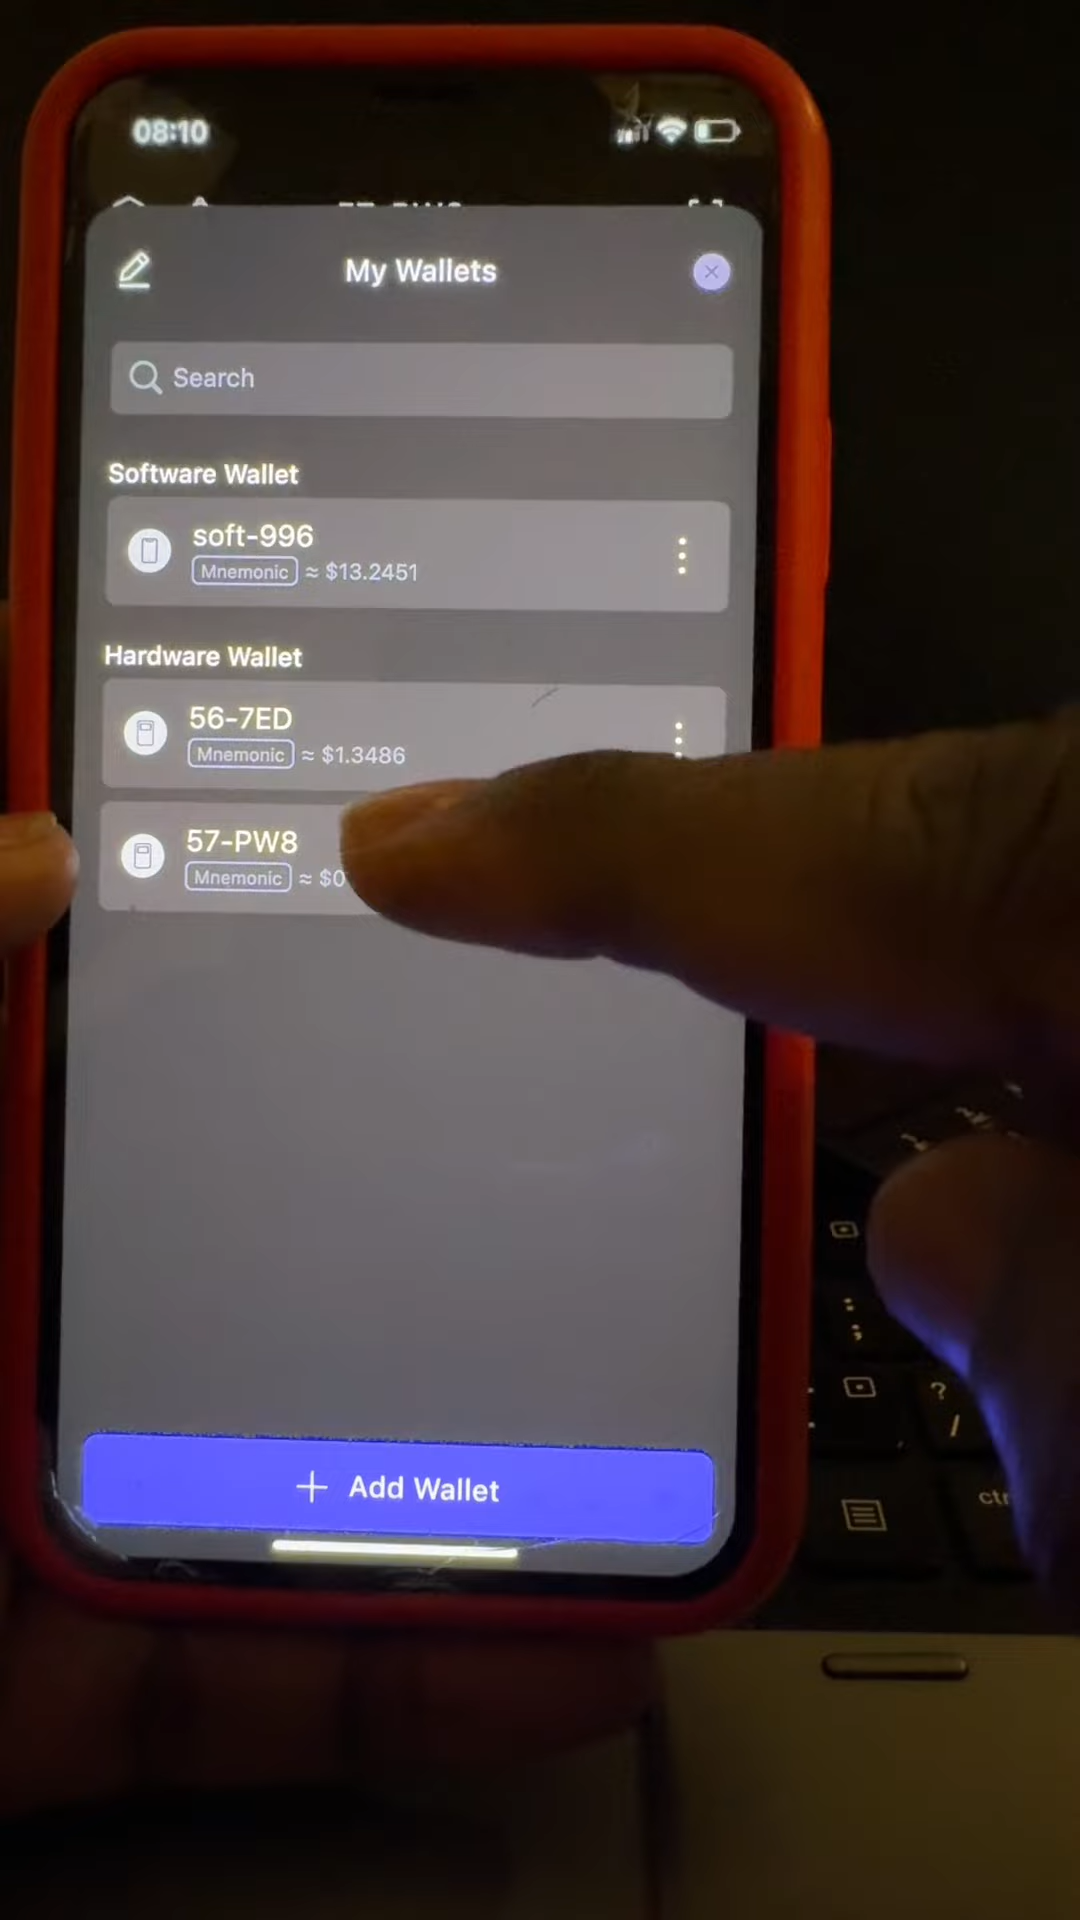 08:10
My Wallets
Search
Software Wallet
soft-996
Mnemonic ≈ $13.2451
Hardware Wallet
56-7ED
Mnemonic ≈ $1.3486
57-PW8
Mnemonic ≈ $0
+ Add Wallet
? /
: ;